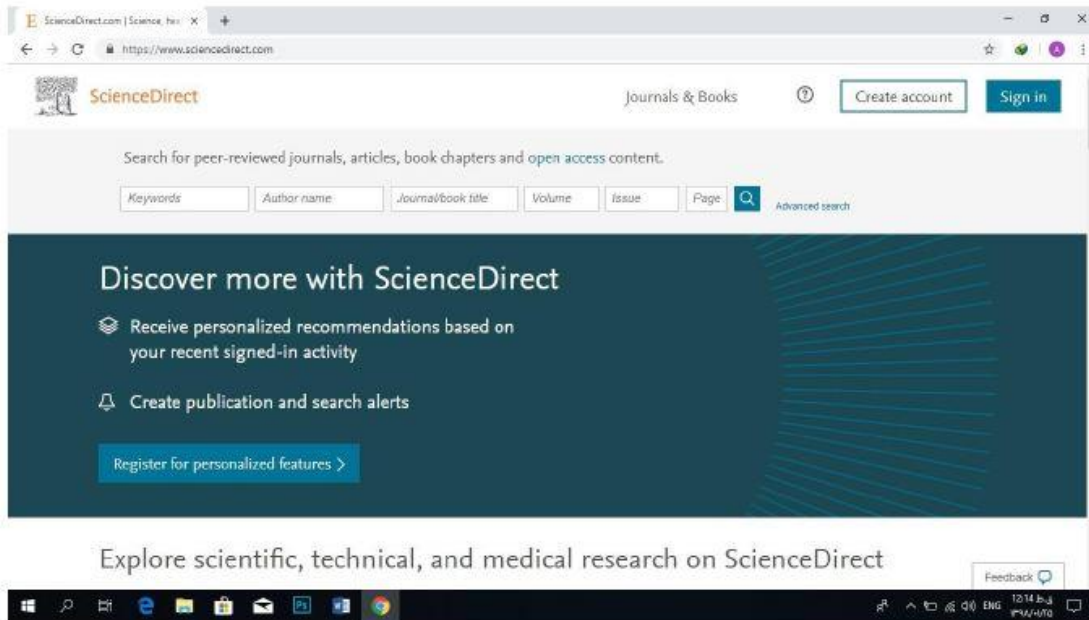 ScienceDirect.com | Science, he
https://www.sciencedirect.com
ScienceDirect
Journals & Books
Create account
Sign in
Search for peer-reviewed journals, articles, book chapters and open access content.
Keywords
Author name
Journal/book title
Volume
Issue
Page
Advanced search
Discover more with ScienceDirect
Receive personalized recommendations based on
your recent signed-in activity
Create publication and search alerts
Register for personalized features >
Explore scientific, technical, and medical research on ScienceDirect
Feedback
ENG
12:14 ق.ظ